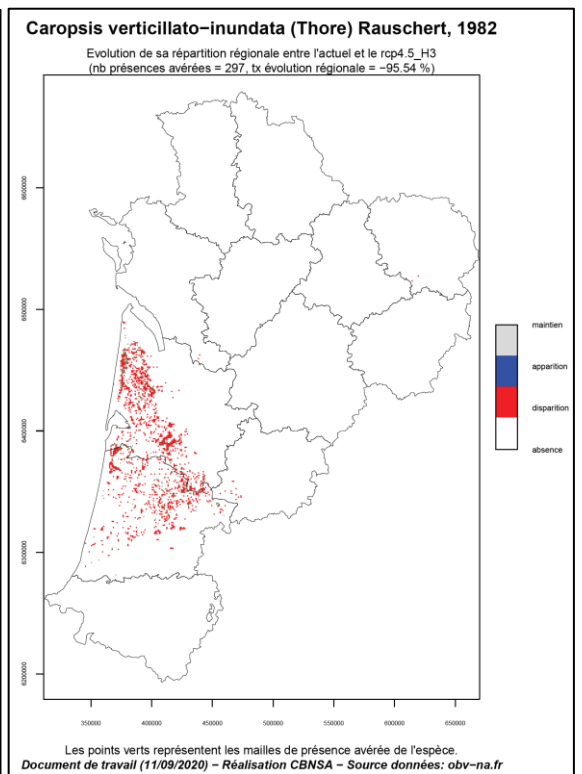 Caropsis verticillato−inundata (Thore) Rauschert, 1982
Evolution de sa répartition régionale entre l'actuel et le rcp4.5_H3
(nb présences avérées = 297, tx évolution régionale = −95.54 %)
6600000
6500000
6400000
6300000
6200000
maintien
apparition
disparition
absence
350000 400000 450000 500000 550000 600000 650000
Les points verts représentent les mailles de présence avérée de l'espèce.
Document de travail (11/09/2020) − Réalisation CBNSA − Source données: obv−na.fr